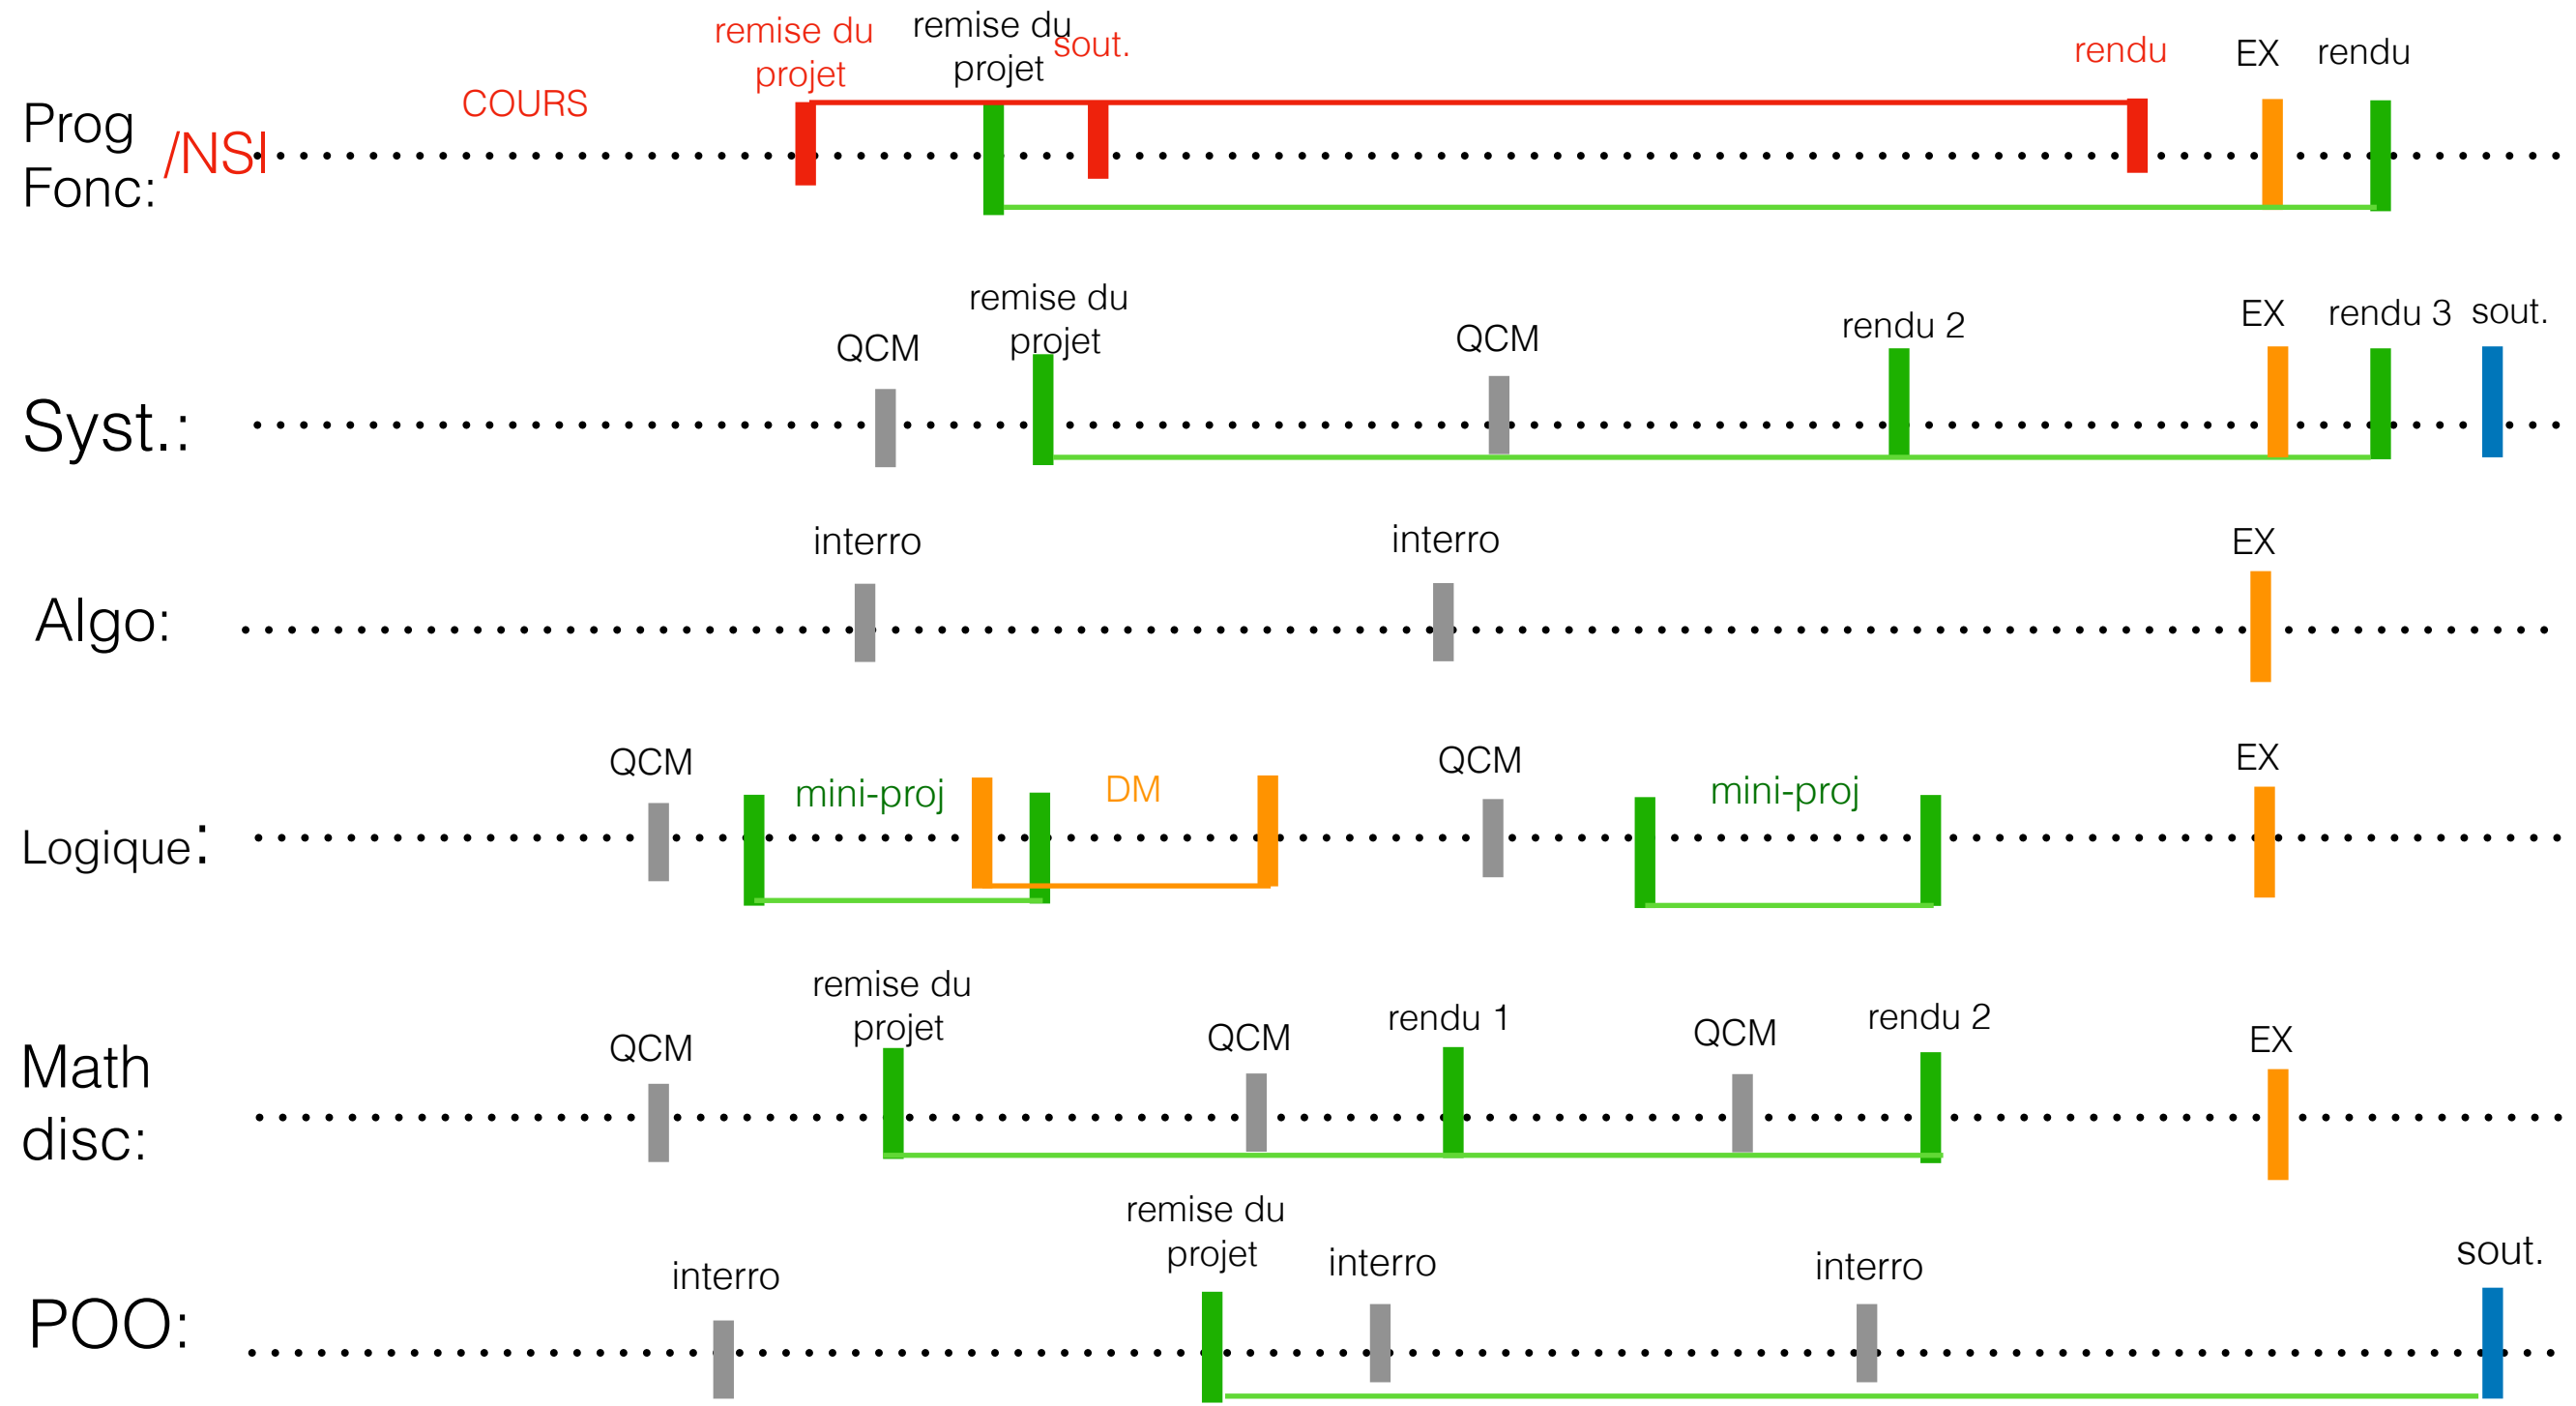 remise du
projet
remise du
projet
sout.
rendu
EX
rendu
COURS
Prog
Fonc:
/NSI
remise du
projet
QCM
QCM
rendu 2
EX
rendu 3
sout.
Syst.:
interro
interro
EX
Algo:
QCM
mini-proj
DM
QCM
mini-proj
EX
Logique:
remise du
projet
QCM
QCM
rendu 1
QCM
rendu 2
EX
Math
disc:
remise du
projet
interro
interro
interro
sout.
POO: